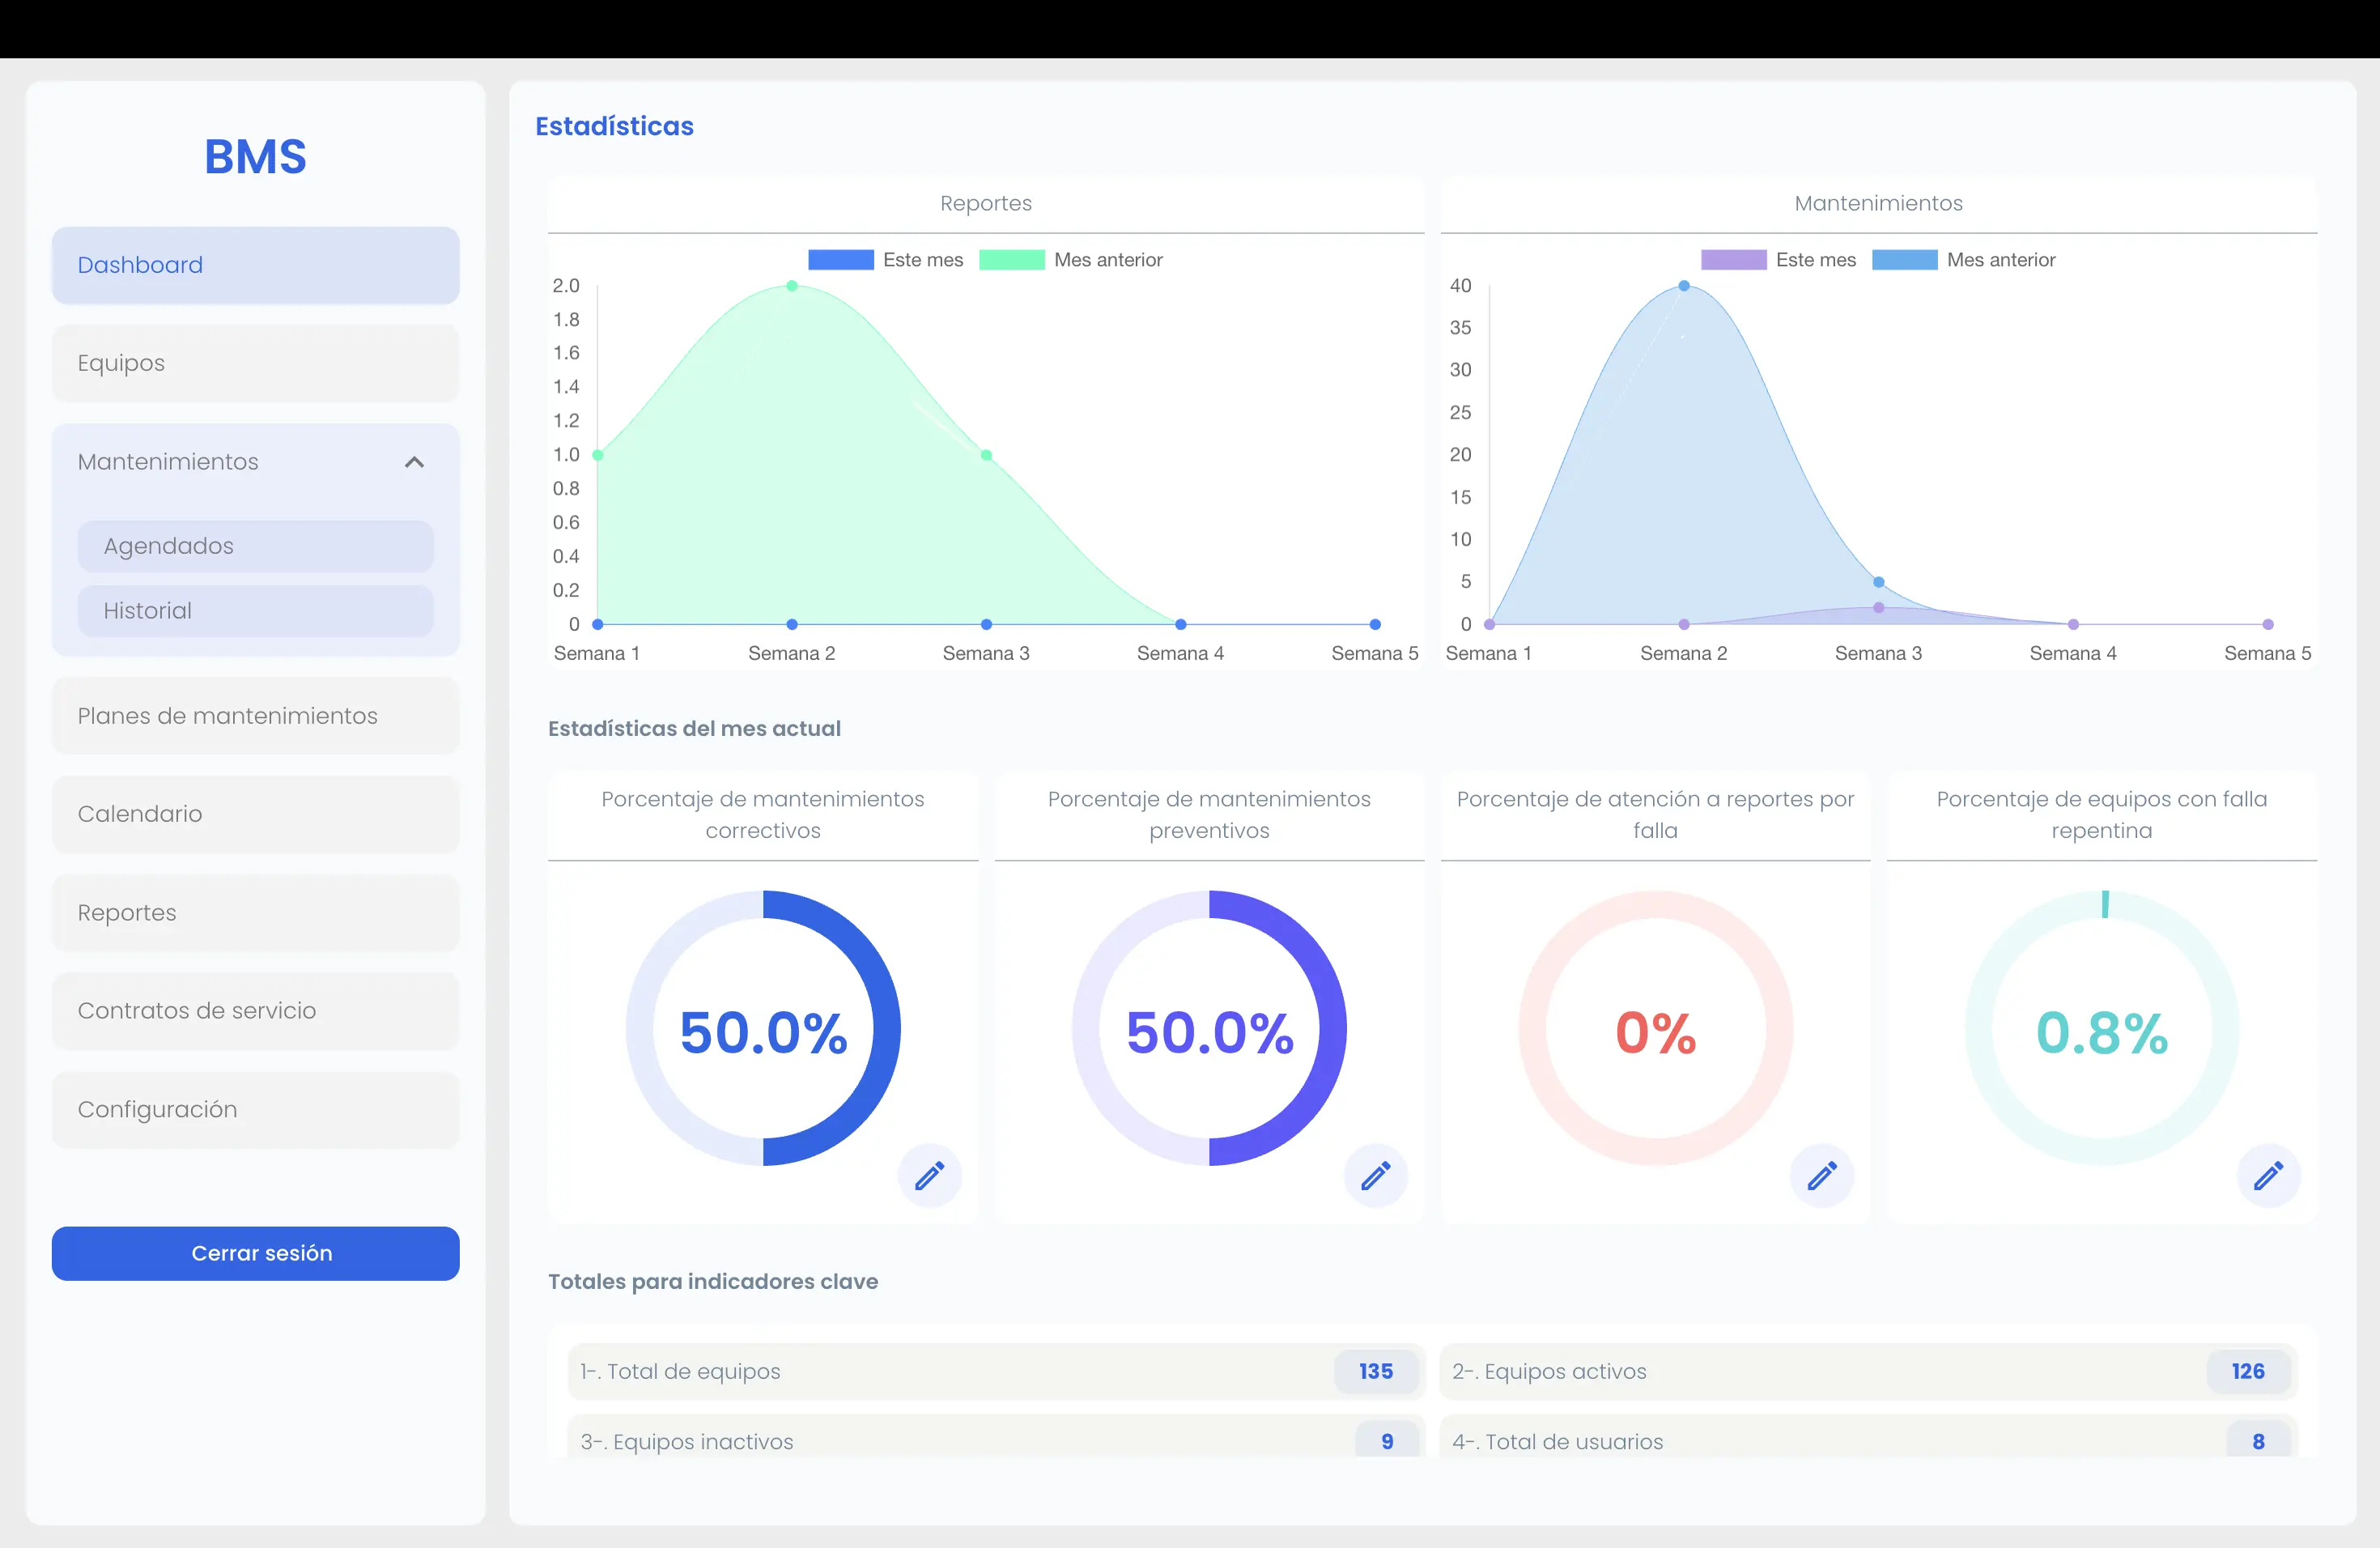 BMS
Dashboard
Equipos
Mantenimientos
Agendados
Historial
Planes de mantenimientos
Calendario
Reportes
Contratos de servicio
Configuración
Cerrar sesión
Estadísticas
Reportes
Este mes Mes anterior
2.0
1.8
1.6
1.4
1.2
1.0
0.8
0.6
0.4
0.2
0
Semana 1 Semana 2 Semana 3 Semana 4 Semana 5
Mantenimientos
Este mes Mes anterior
40
35
30
25
20
15
10
5
0
Semana 1 Semana 2 Semana 3 Semana 4 Semana 5
Estadísticas del mes actual
Porcentaje de mantenimientos
correctivos
50.0%
Porcentaje de mantenimientos
preventivos
50.0%
Porcentaje de atención a reportes por
falla
0%
Porcentaje de equipos con falla
repentina
0.8%
Totales para indicadores clave
1-. Total de equipos 135
2-. Equipos activos 126
3-. Equipos inactivos 9
4-. Total de usuarios 8